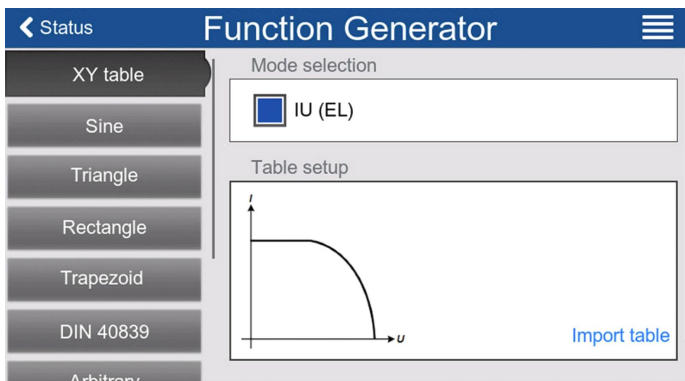 Status
Function Generator
XY table
Sine
Triangle
Rectangle
Trapezoid
DIN 40839
Arbitrary
Mode selection
IU (EL)
Table setup
I
U
Import table